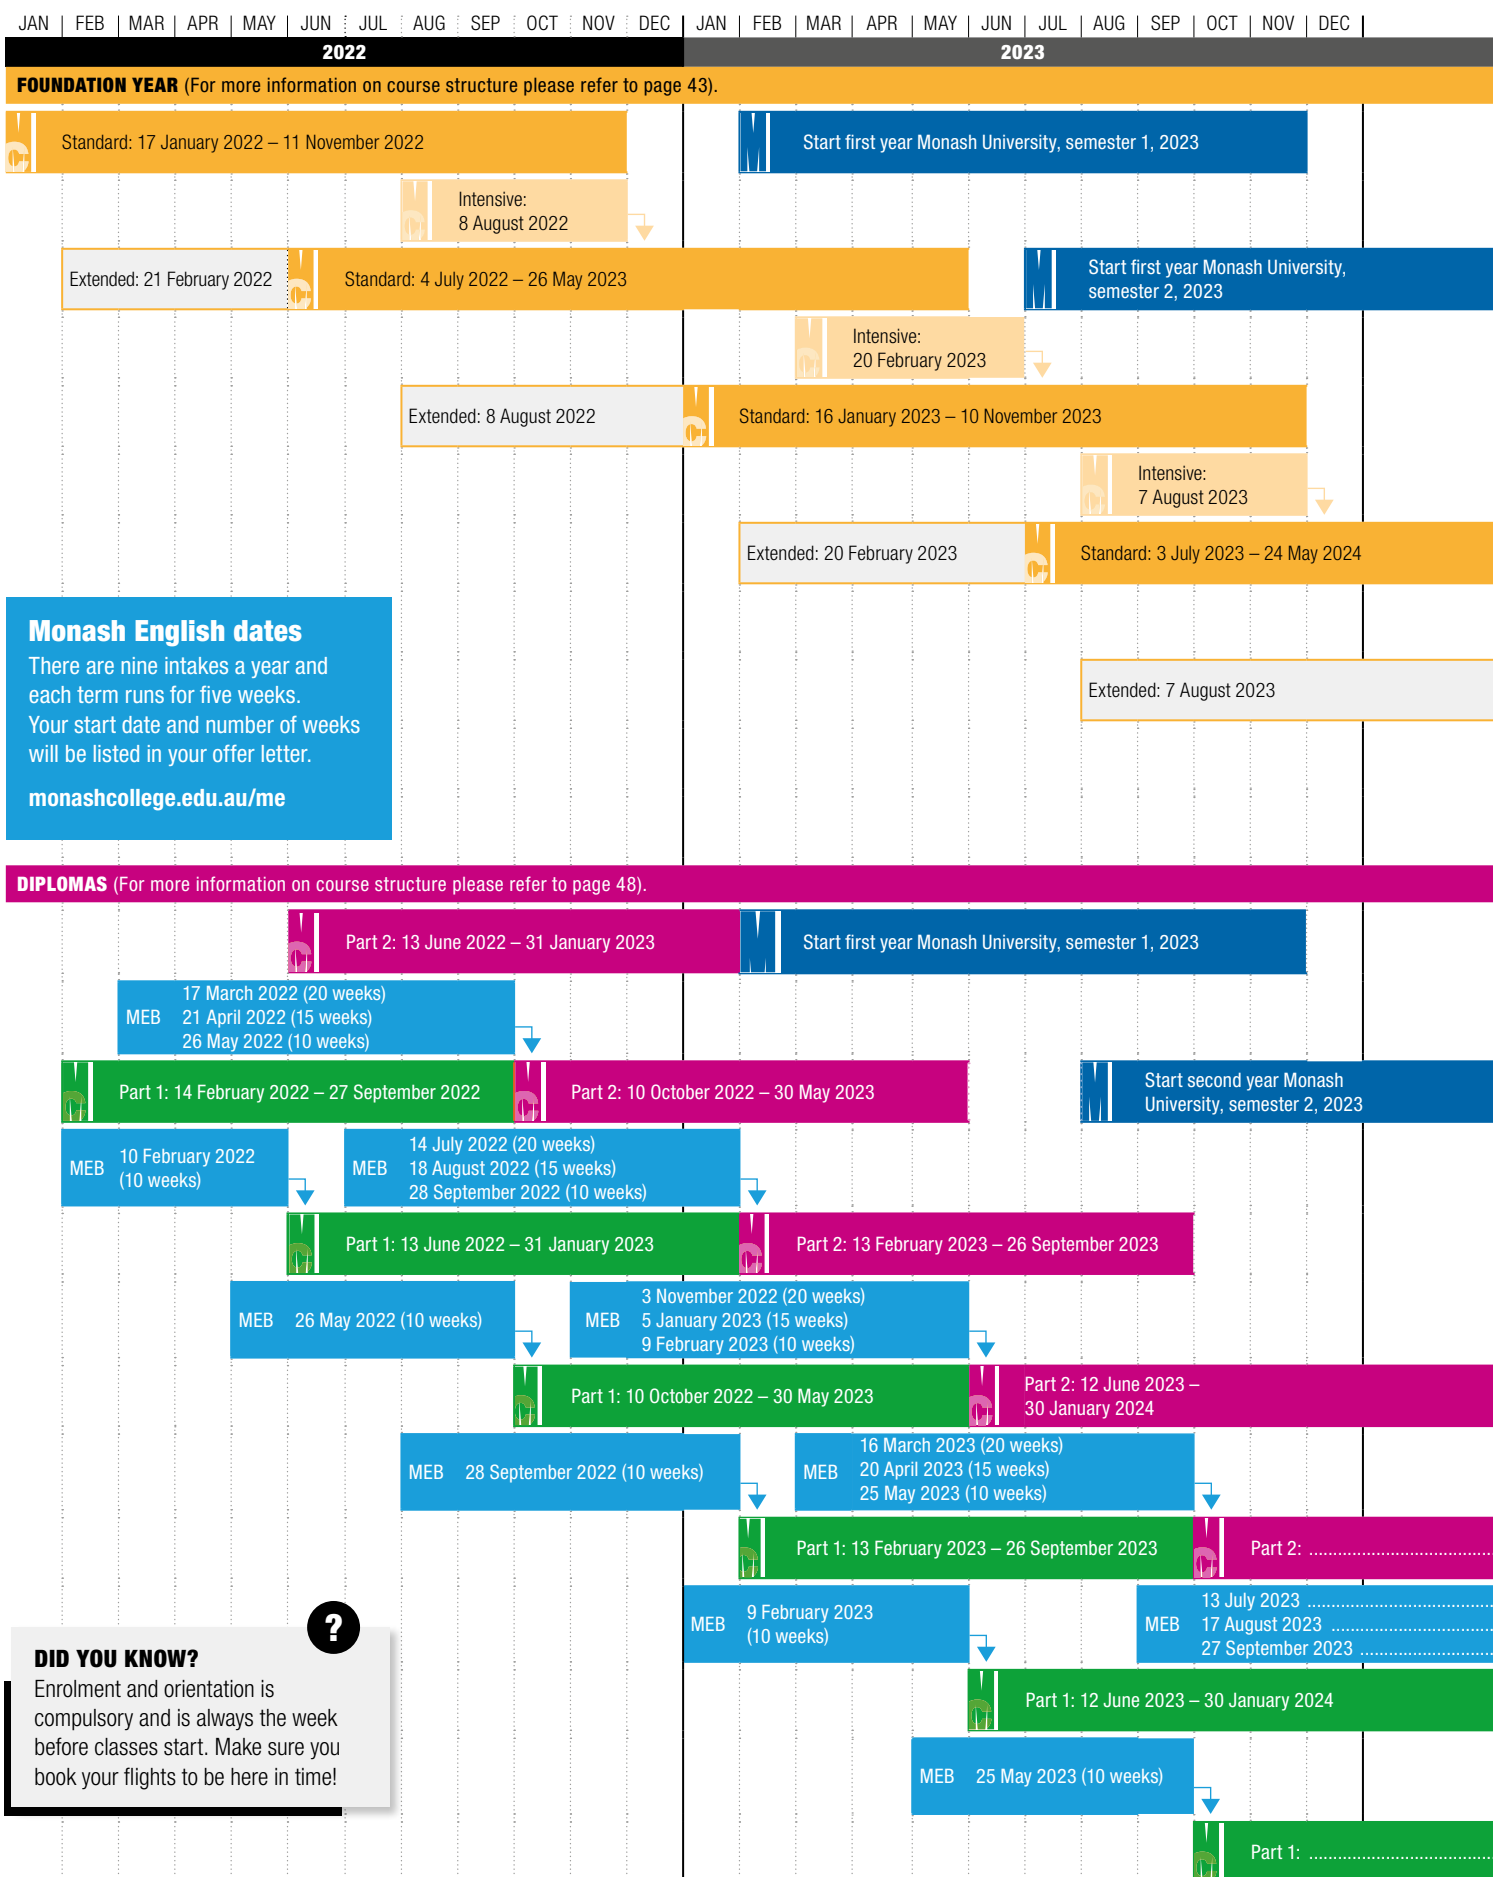 JAN FEB MAR APR MAY JUN JUL AUG SEP OCT NOV DEC JAN FEB MAR APR MAY JUN JUL AUG SEP OCT NOV DEC
2022 2023
FOUNDATION YEAR (For more information on course structure please refer to page 43).
Standard: 17 January 2022 – 11 November 2022
Start first year Monash University, semester 1, 2023
Intensive:
8 August 2022
Extended: 21 February 2022
Standard: 4 July 2022 – 26 May 2023
Start first year Monash University,
semester 2, 2023
Intensive:
20 February 2023
Extended: 8 August 2022
Standard: 16 January 2023 – 10 November 2023
Intensive:
7 August 2023
Extended: 20 February 2023
Standard: 3 July 2023 – 24 May 2024
Extended: 7 August 2023
Monash English dates
There are nine intakes a year and
each term runs for five weeks.
Your start date and number of weeks
will be listed in your offer letter.
monashcollege.edu.au/me
DIPLOMAS (For more information on course structure please refer to page 48).
Part 2: 13 June 2022 – 31 January 2023
Start first year Monash University, semester 1, 2023
MEB
17 March 2022 (20 weeks)
21 April 2022 (15 weeks)
26 May 2022 (10 weeks)
Part 1: 14 February 2022 – 27 September 2022
Part 2: 10 October 2022 – 30 May 2023
Start second year Monash
University, semester 2, 2023
MEB
10 February 2022
(10 weeks)
MEB
14 July 2022 (20 weeks)
18 August 2022 (15 weeks)
28 September 2022 (10 weeks)
Part 1: 13 June 2022 – 31 January 2023
Part 2: 13 February 2023 – 26 September 2023
MEB 26 May 2022 (10 weeks)
MEB
3 November 2022 (20 weeks)
5 January 2023 (15 weeks)
9 February 2023 (10 weeks)
Part 1: 10 October 2022 – 30 May 2023
Part 2: 12 June 2023 –
30 January 2024
MEB 28 September 2022 (10 weeks)
MEB
16 March 2023 (20 weeks)
20 April 2023 (15 weeks)
25 May 2023 (10 weeks)
Part 1: 13 February 2023 – 26 September 2023
Part 2: ......................................
MEB
9 February 2023
(10 weeks)
MEB
13 July 2023 ......................................
17 August 2023 ..................................
27 September 2023 ............................
Part 1: 12 June 2023 – 30 January 2024
MEB 25 May 2023 (10 weeks)
Part 1: ......................................
?
DID YOU KNOW?
Enrolment and orientation is
compulsory and is always the week
before classes start. Make sure you
book your flights to be here in time!